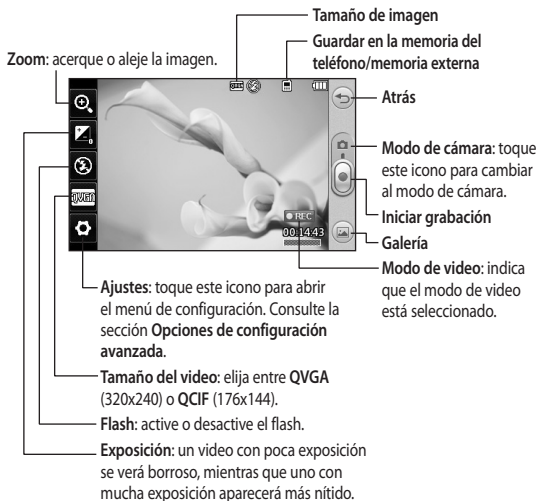 Tamaño de imagen
Guardar en la memoria del
teléfono/memoria externa
Zoom: acerque o aleje la imagen.
Atrás
Modo de cámara: toque
este icono para cambiar
al modo de cámara.
Iniciar grabación
Galería
Modo de video: indica
que el modo de video
está seleccionado.
QVGA
REC
00:14:43
Ajustes: toque este icono para abrir
el menú de configuración. Consulte la
sección Opciones de configuración
avanzada.
Tamaño del video: elija entre QVGA
(320x240) o QCIF (176x144).
Flash: active o desactive el flash.
Exposición: un video con poca exposición
se verá borroso, mientras que uno con
mucha exposición aparecerá más nítido.